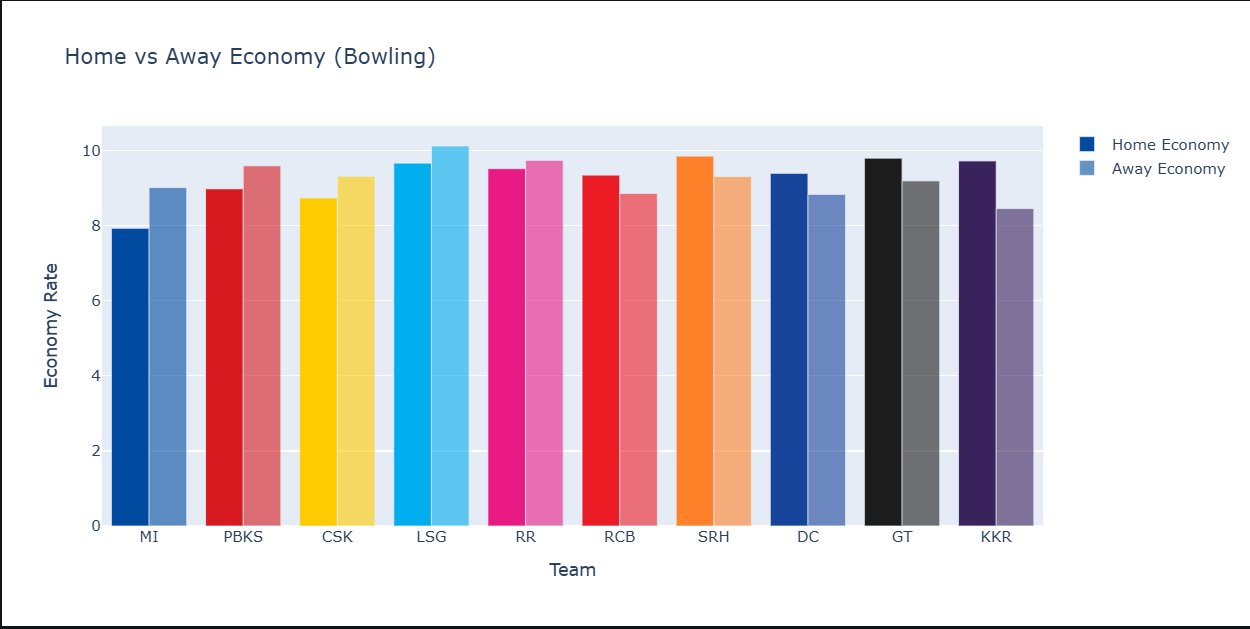 Home vs Away Economy (Bowling)
Home Economy
Away Economy
Economy Rate
10
8
6
4
2
0
MI PBKS CSK LSG RR RCB SRH DC GT KKR
Team